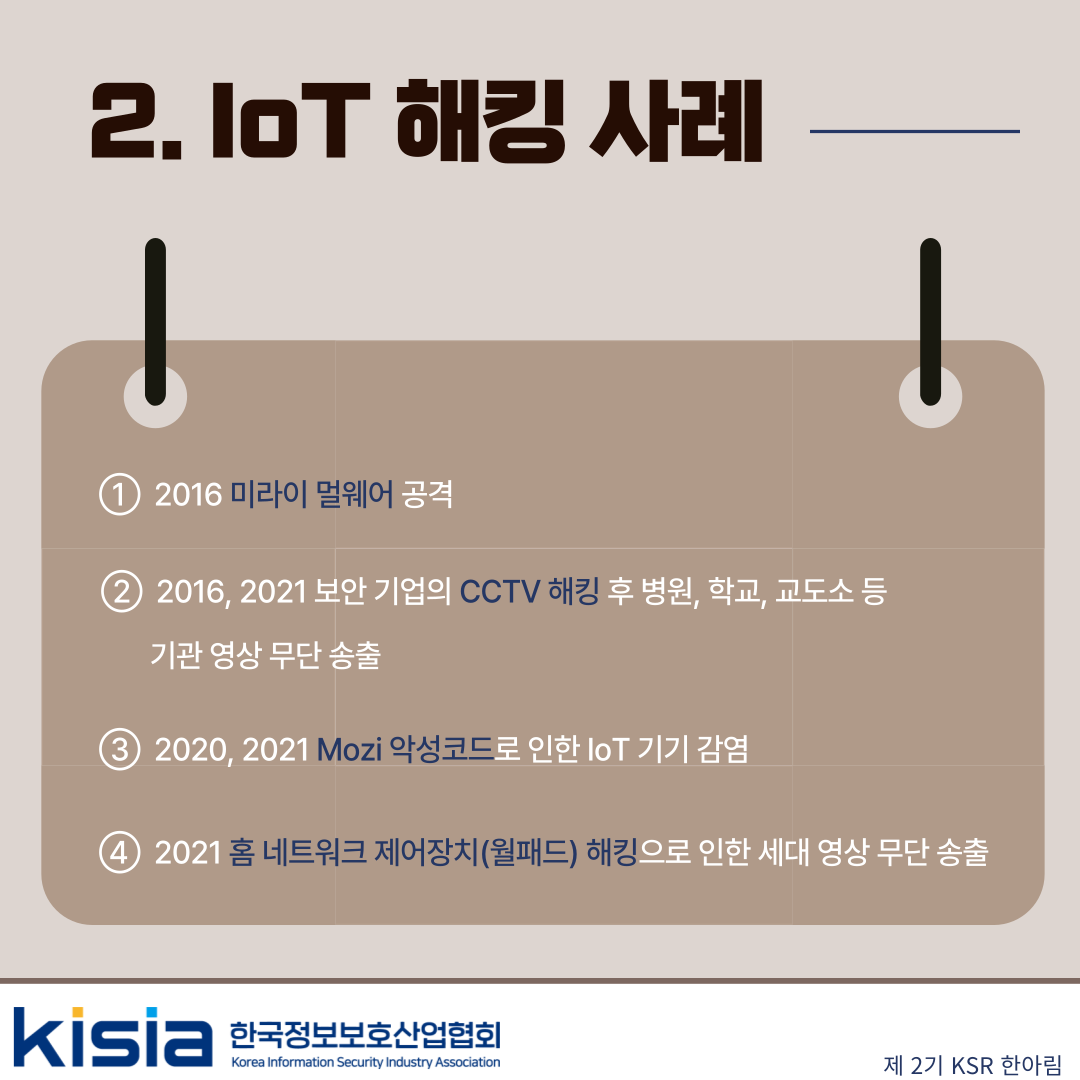 2. IoT 해킹 사례
① 2016 미라이 멀웨어 공격
② 2016, 2021 보안 기업의 CCTV 해킹 후 병원, 학교, 교도소 등
기관 영상 무단 송출
③ 2020, 2021 Mozi 악성코드로 인한 IoT 기기 감염
④ 2021 홈 네트워크 제어장치(월패드) 해킹으로 인한 세대 영상 무단 송출
kisia 한국정보보호산업협회
Korea Information Security Industry Association
제 2기 KSR 한아림